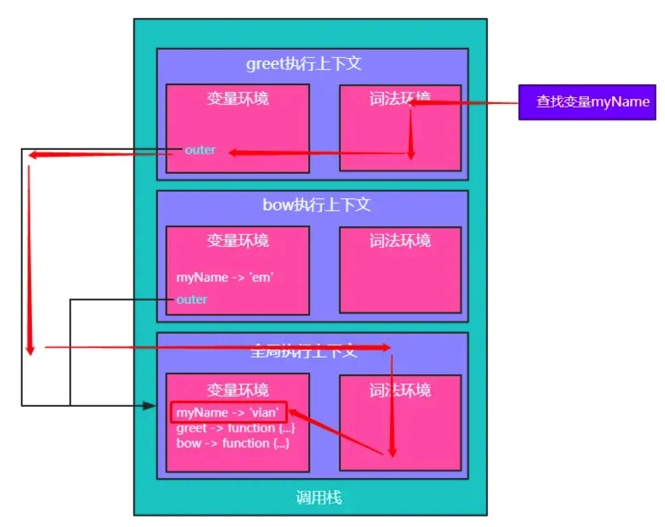 greet执行上下文
变量环境
词法环境
查找变量myName
outer
bow执行上下文
变量环境
词法环境
myName -> 'em'
outer
全局执行上下文
变量环境
词法环境
myName -> 'vian'
greet -> function {...}
bow -> function {...}
调用栈